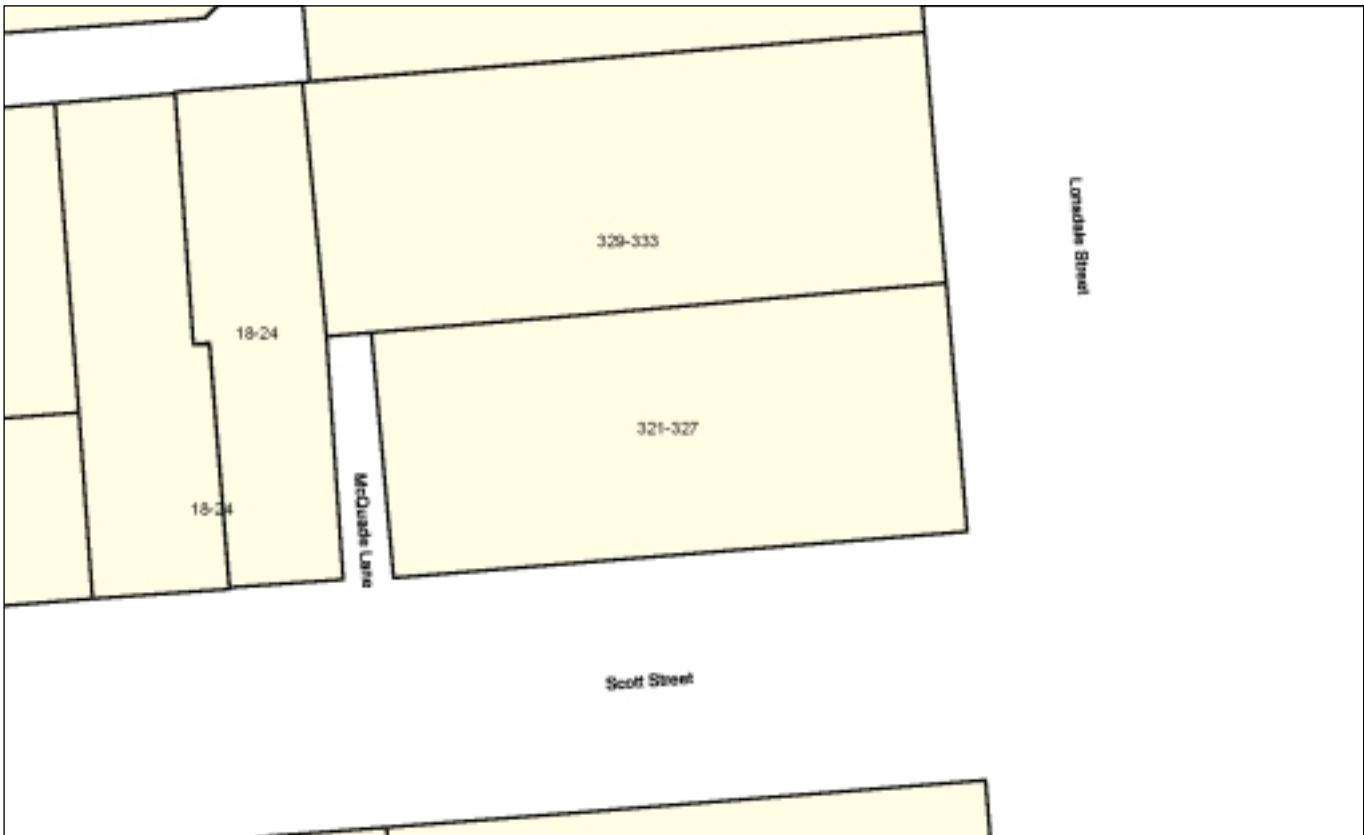 Lonsdale Street
329-333
18-24
321-327
18-24
McQuade Lane
Scott Street